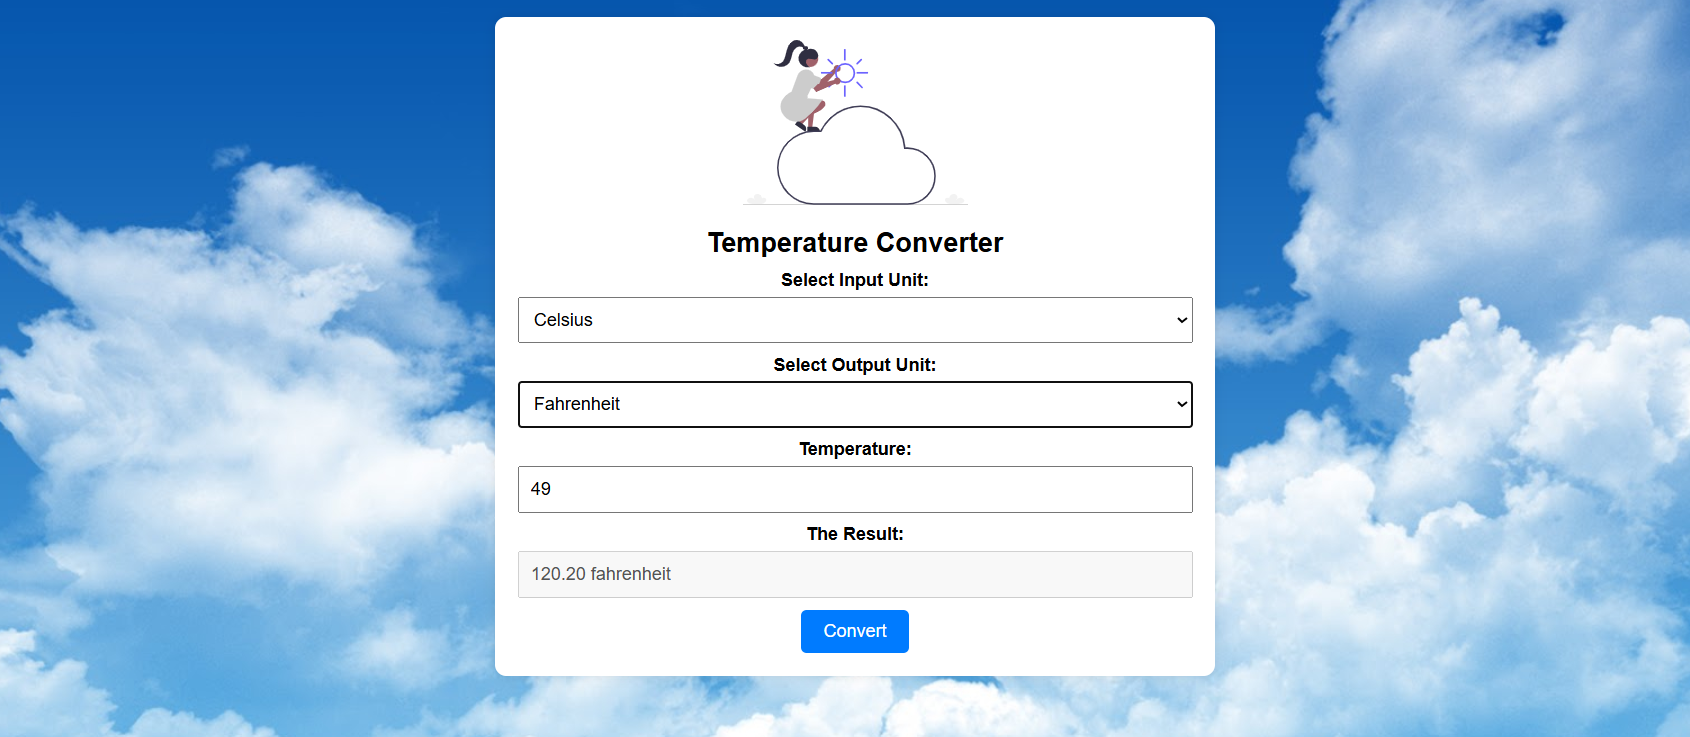 Temperature Converter
Select Input Unit:
Celsius
Select Output Unit:
Fahrenheit
Temperature:
49
The Result:
120.20 fahrenheit
Convert